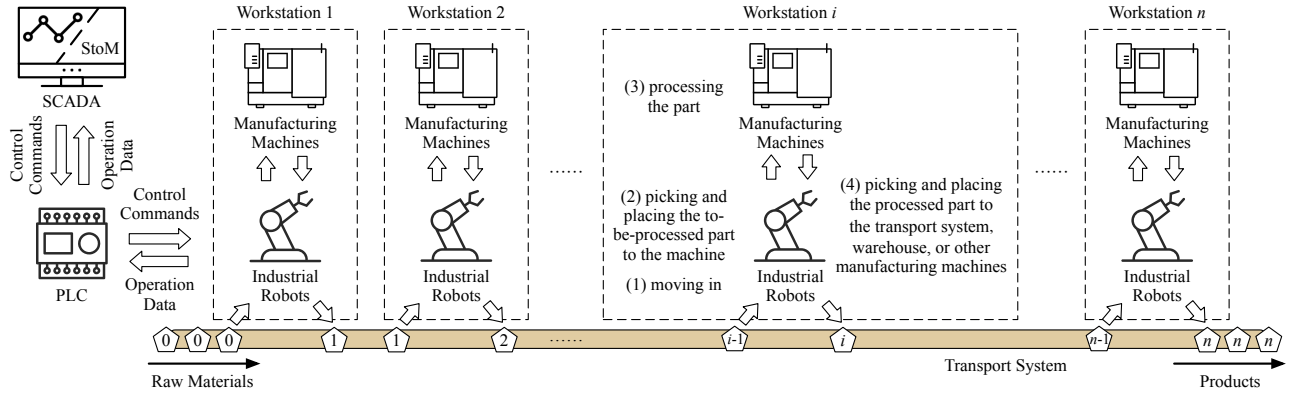 Workstation 1
Workstation 2
Workstation i
Workstation n
StoM
SCADA
Control
Commands
Operation
Data
PLC
Control
Commands
Operation
Data
Manufacturing
Machines
Industrial
Robots
Manufacturing
Machines
Industrial
Robots
......
(3) processing
the part
(2) picking and
placing the to-
be-processed part
to the machine
(1) moving in
Manufacturing
Machines
Industrial
Robots
(4) picking and placing
the processed part to
the transport system,
warehouse, or other
manufacturing machines
......
Manufacturing
Machines
Industrial
Robots
0 0 0 1 1 2 ...... i-1 i n-1 n n n
Raw Materials
Transport System
Products